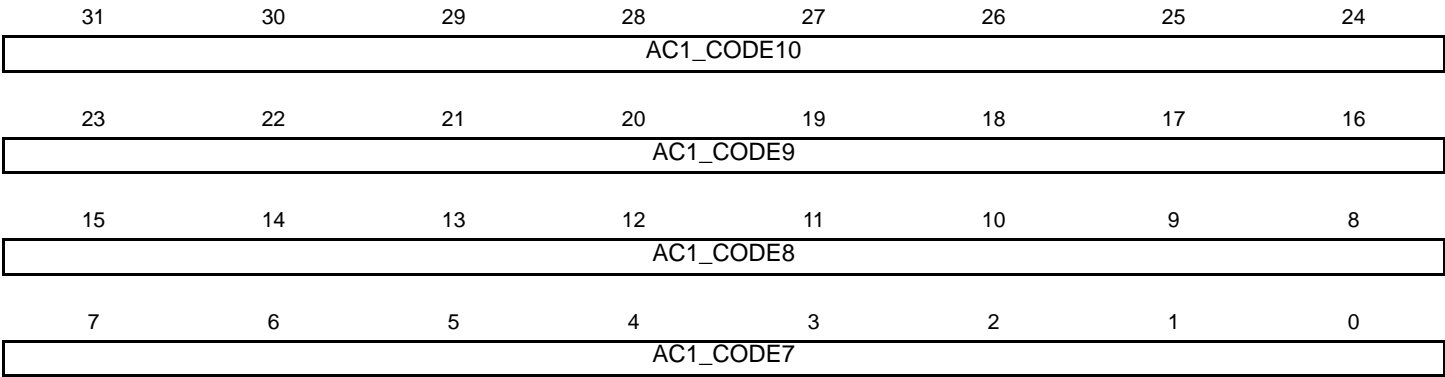 31 30 29 28 27 26 25 24
AC1_CODE10
23 22 21 20 19 18 17 16
AC1_CODE9
15 14 13 12 11 10 9 8
AC1_CODE8
7 6 5 4 3 2 1 0
AC1_CODE7